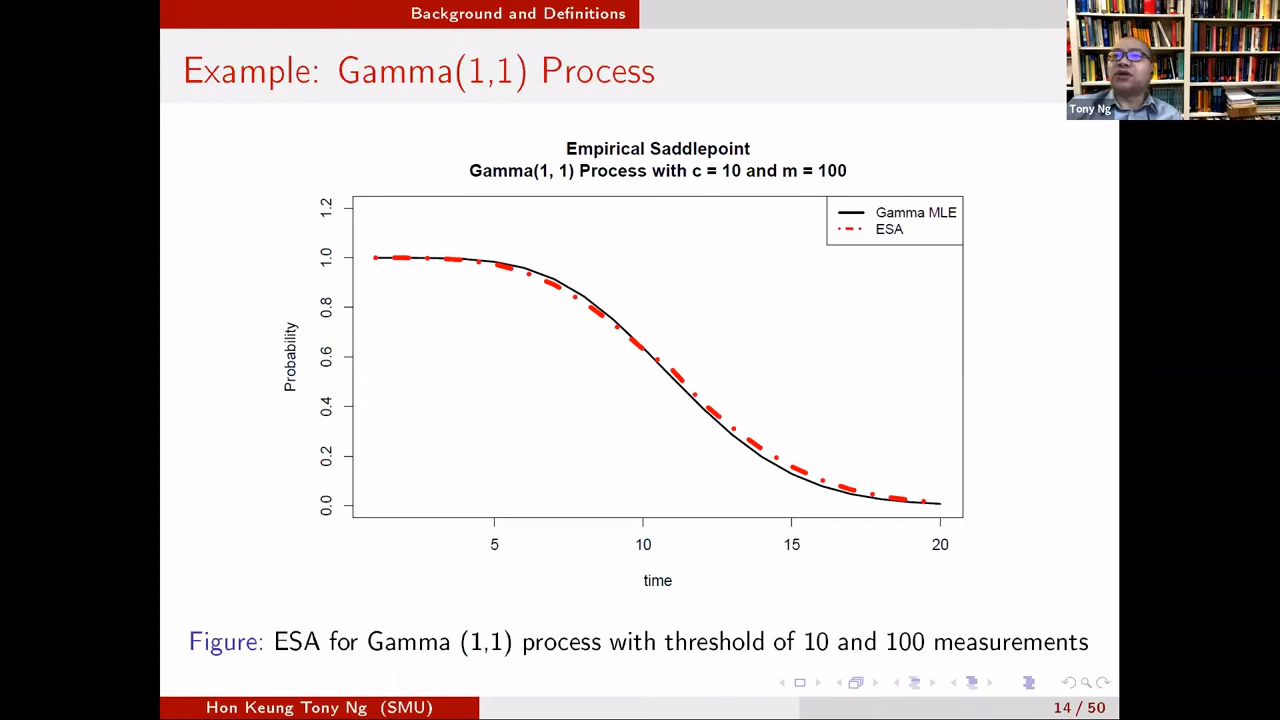 Background and Definitions
Example: Gamma(1,1) Process
Tony Ng
Empirical Saddlepoint
Gamma(1, 1) Process with c = 10 and m = 100
Gamma MLE
ESA
Probability
1.2
1.0
0.8
0.6
0.4
0.2
0.0
5 10 15 20
time
Figure: ESA for Gamma (1,1) process with threshold of 10 and 100 measurements
Hon Keung Tony Ng (SMU)
14 / 50